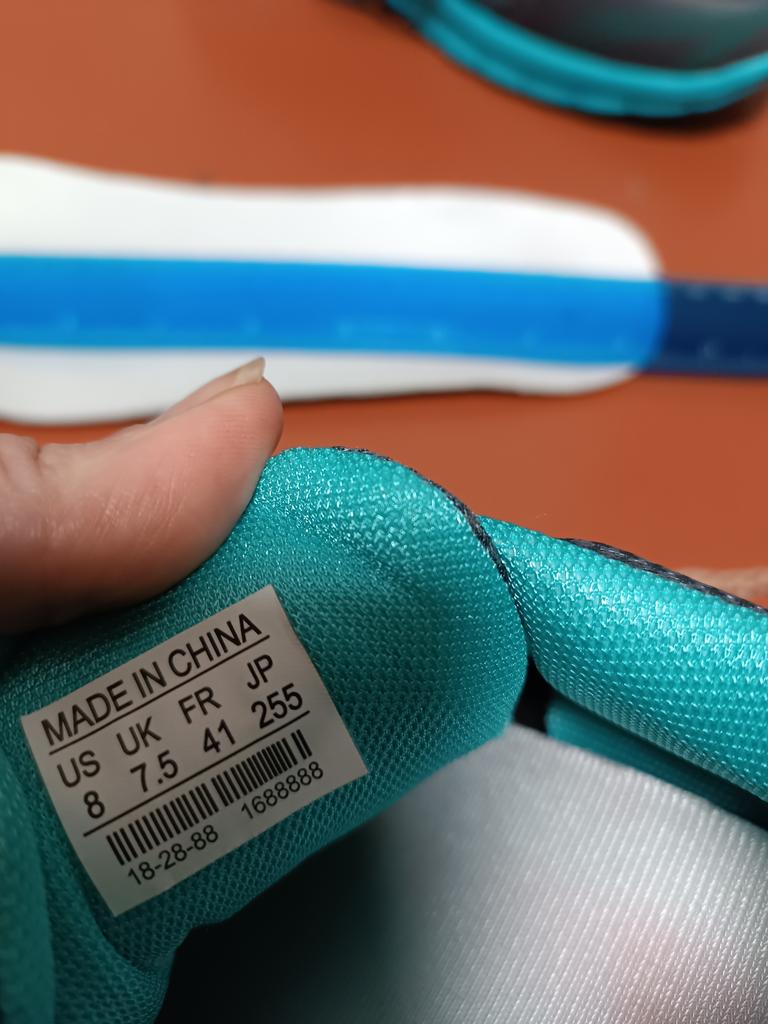 MADE IN CHINA
US UK FR JP
8 7.5 41 255
18-28-88 1688888